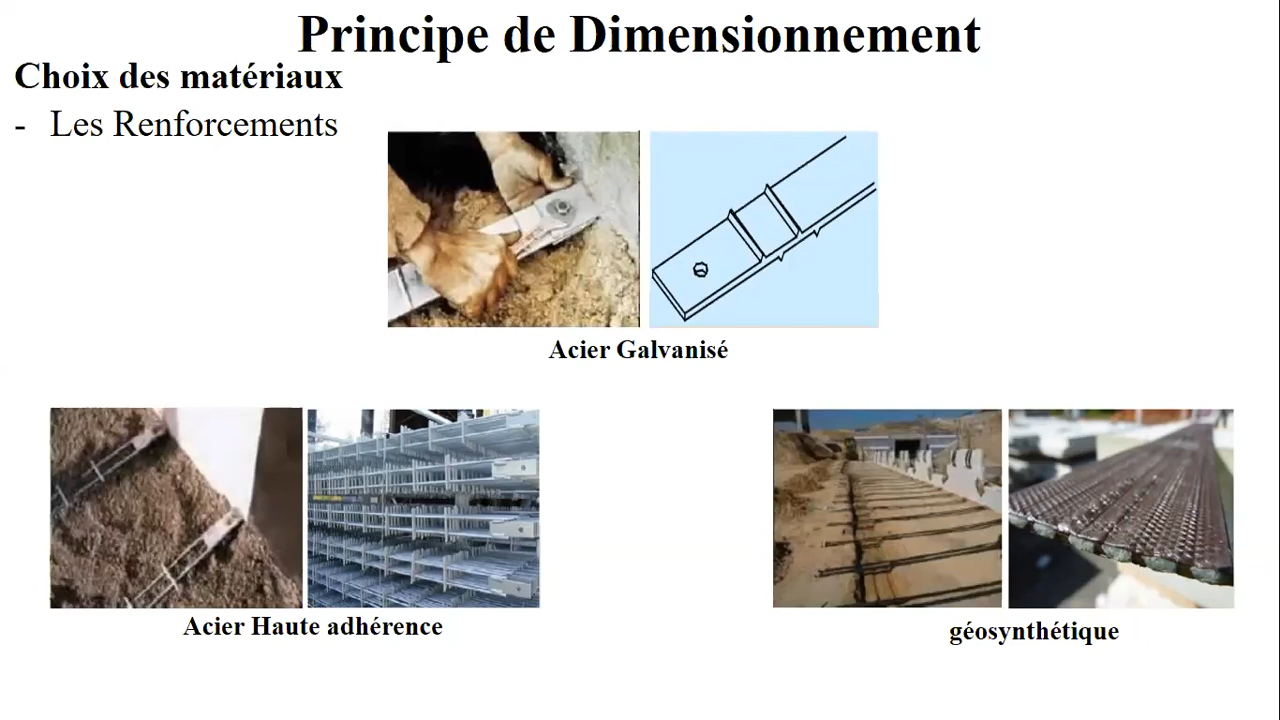 Principe de Dimensionnement
Choix des matériaux
- Les Renforcements
Acier Galvanisé
Acier Haute adhérence
géosynthétique